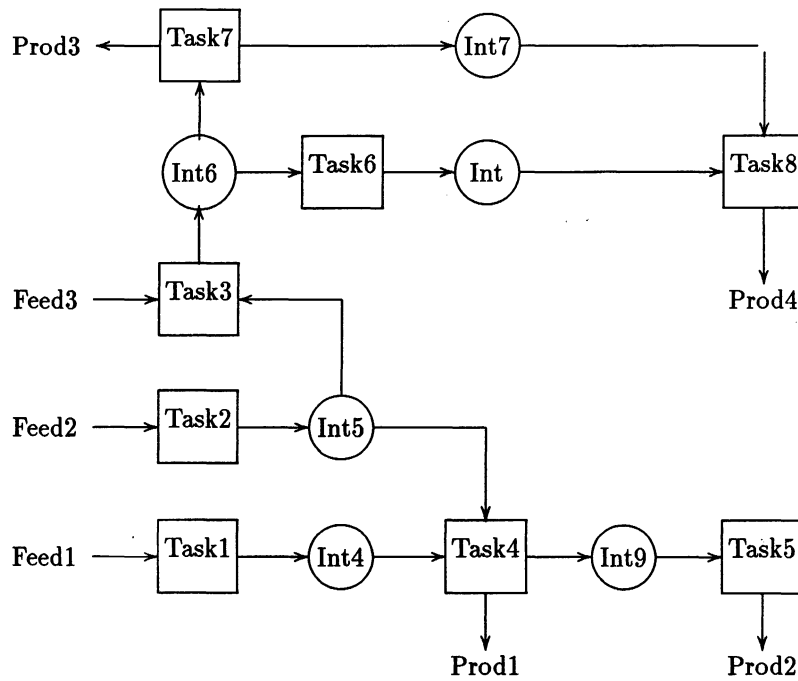 Prod3
Task7
Int7
Int6
Task6
Int
Task8
Feed3
Task3
Prod4
Feed2
Task2
Int5
Feed1
Task1
Int4
Task4
Int9
Task5
Prod1
Prod2